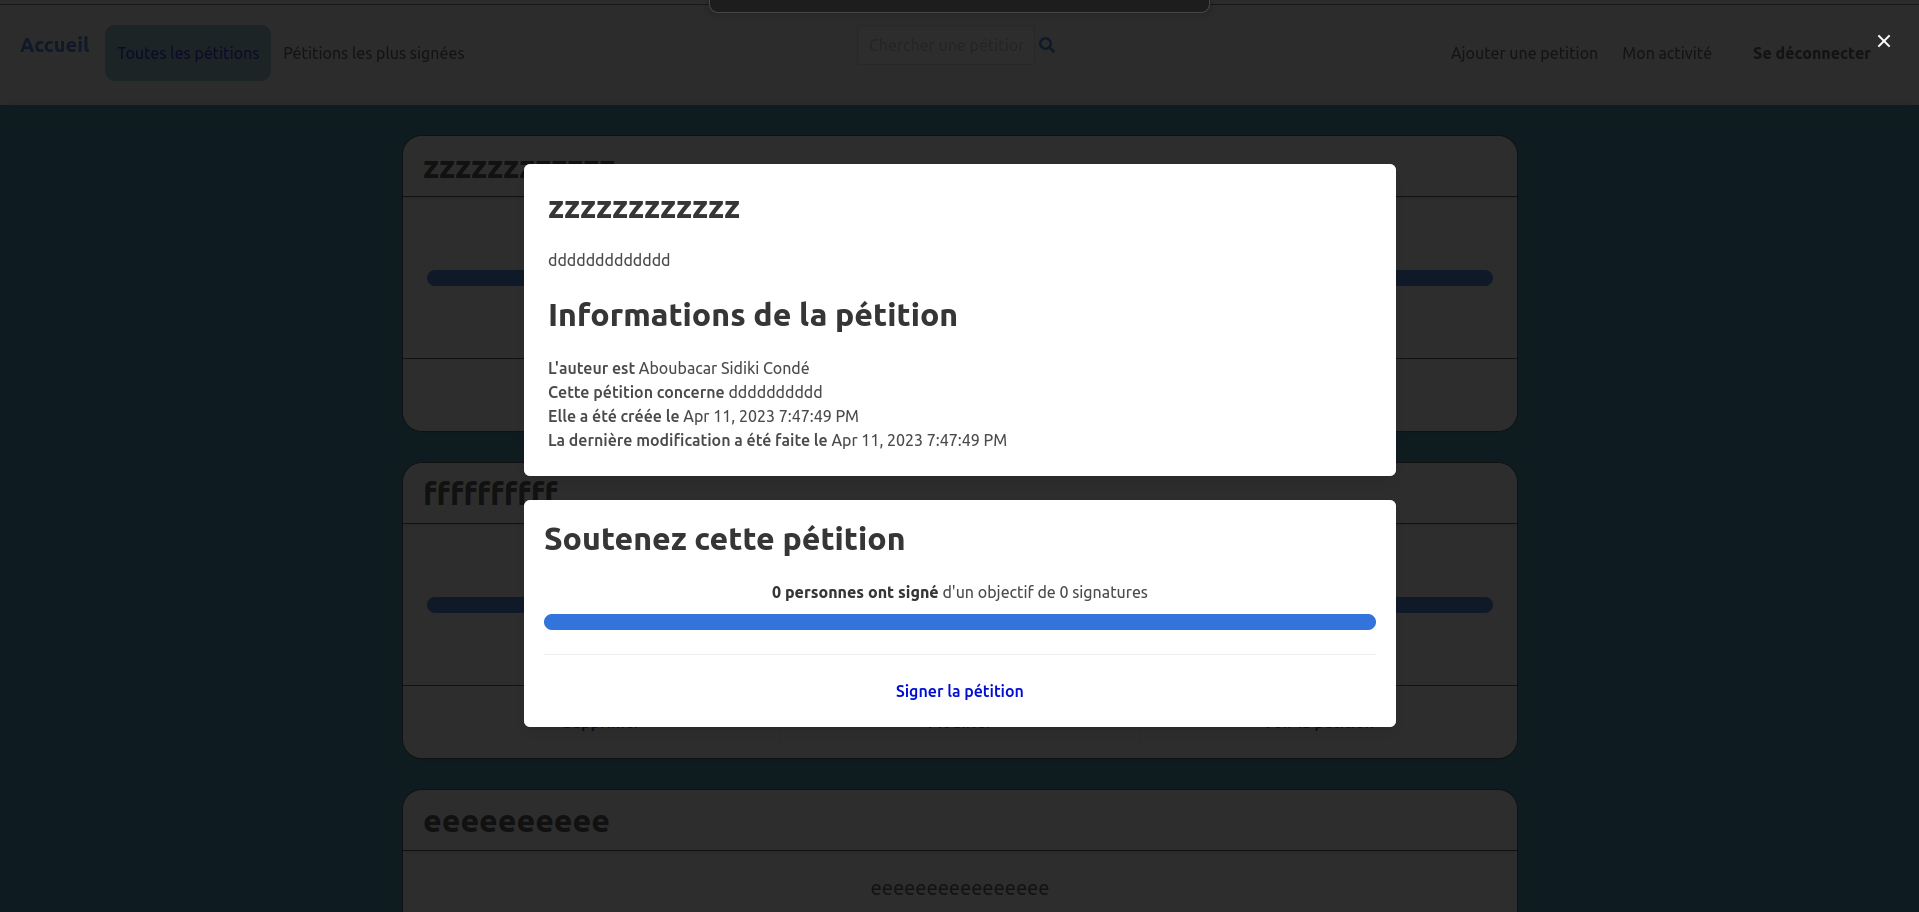 Accueil Toutes les pétitions Pétitions les plus signées Chercher une pétition Ajouter une petition Mon activité Se déconnecter
zzzzzzzzzzzz
dddddddddddd
Informations de la pétition
L'auteur est Aboubacar Sidiki Condé
Cette pétition concerne dddddddddd
Elle a été créée le Apr 11, 2023 7:47:49 PM
La dernière modification a été faite le Apr 11, 2023 7:47:49 PM
ffffffffff
Soutenez cette pétition
0 personnes ont signé d'un objectif de 0 signatures
Signer la pétition
eeeeeeeeee
eeeeeeeeeeeeeeee